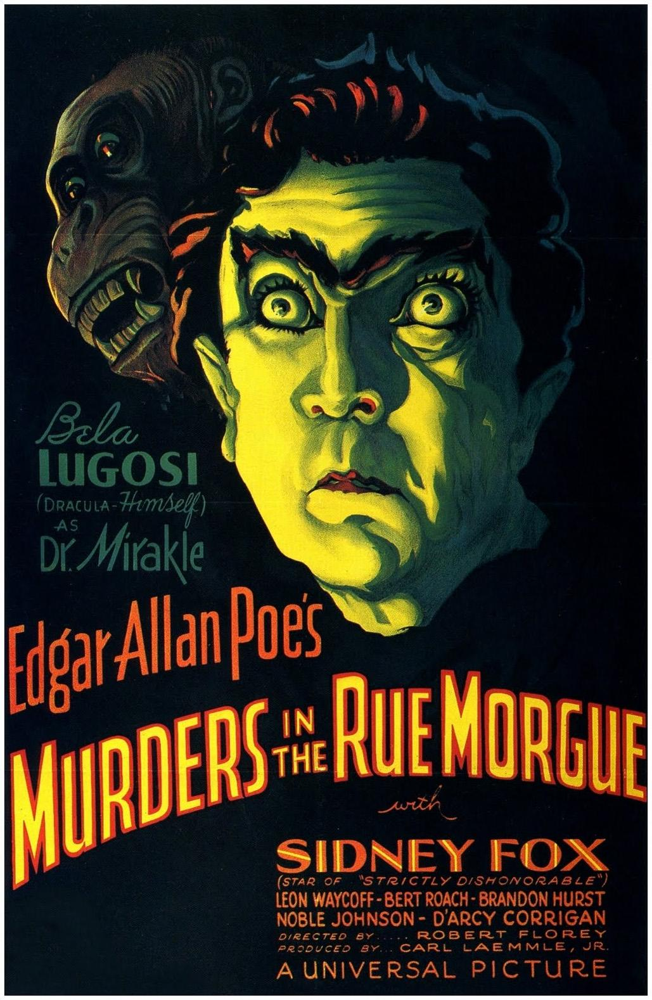 Bela
LUGOSI
(DRACULA-Himself)
AS
Dr. Mirakle
Edgar Allan Poe's
MURDERS IN THE RUE MORGUE
with
SIDNEY FOX
(STAR OF "STRICTLY DISHONORABLE")
LEON WAYCOFF-BERT ROACH-BRANDON HURST
NOBLE JOHNSON-D'ARCY CORRIGAN
DIRECTED BY..... ROBERT FLOREY
PRODUCED BY... CARL LAEMMLE, JR.
A UNIVERSAL PICTURE